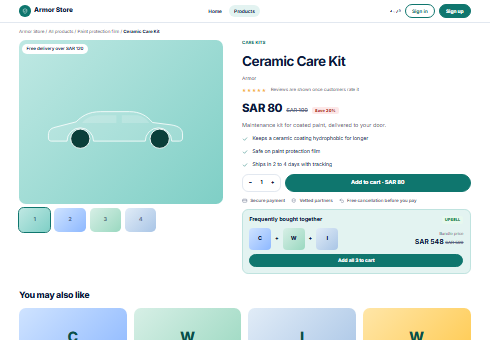 Armor Store
Home Products
Sign in Sign up
Armor Store / All products / Paint protection film / Ceramic Care Kit
Free delivery over SAR 120
1 2 3 4
CARE KITS
Ceramic Care Kit
Armor
★★★★★ Reviews are shown once customers rate it
SAR 80 SAR 100 Save 20%
Maintenance kit for coated paint, delivered to your door.
Keeps a ceramic coating hydrophobic for longer
Safe on paint protection film
Ships in 2 to 4 days with tracking
− 1 + Add to cart · SAR 80
Secure payment Vetted partners Free cancellation before you pay
Frequently bought together UPSELL
C + W + I
Bundle price
SAR 548
Add all 3 to cart
You may also like
C W I W